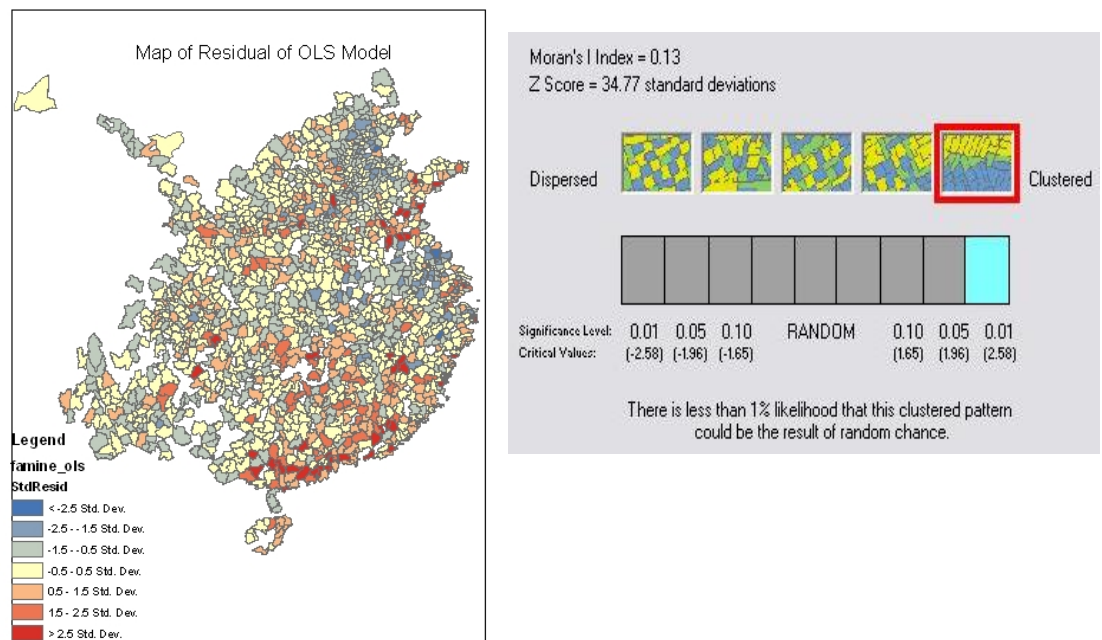 Map of Residual of OLS Model
Legend
famine_ols
StdResid
< -2.5 Std. Dev.
-2.5 - -1.5 Std. Dev.
-1.5 - -0.5 Std. Dev.
-0.5 - 0.5 Std. Dev.
0.5 - 1.5 Std. Dev.
1.5 - 2.5 Std. Dev.
> 2.5 Std. Dev.
Moran's I Index = 0.13
Z Score = 34.77 standard deviations
Dispersed
Clustered
Significance Level: 0.01 0.05 0.10 RANDOM 0.10 0.05 0.01
Critical Values: (-2.58) (-1.96) (-1.65) (1.65) (1.96) (2.58)
There is less than 1% likelihood that this clustered pattern
could be the result of random chance.